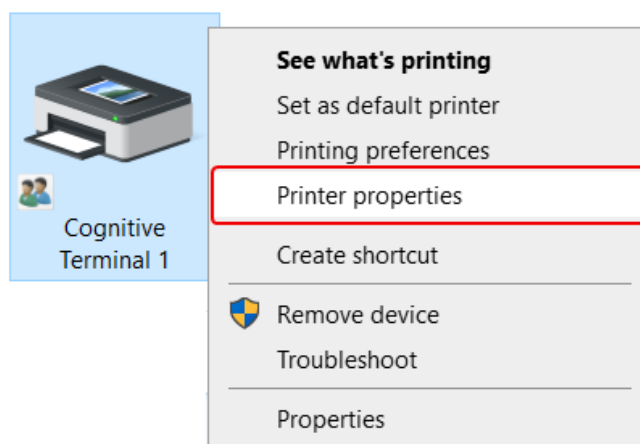 See what's printing
Set as default printer
Printing preferences
Printer properties
Cognitive
Terminal 1
Create shortcut
Remove device
Troubleshoot
Properties